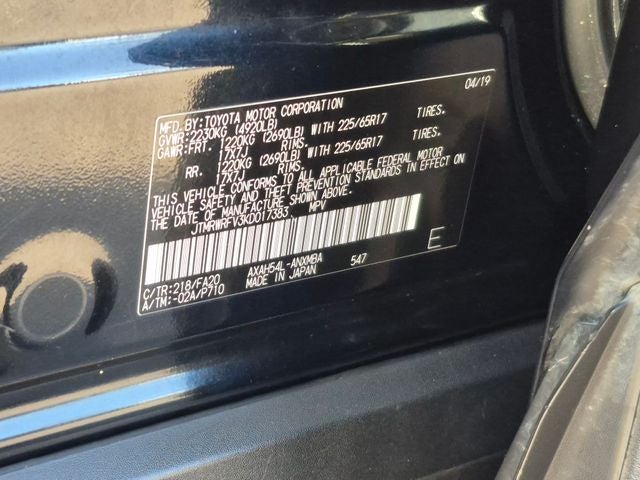 MFD.BY:TOYOTA MOTOR CORPORATION 04/19
GVWR:2230KG (4920LB)
GAWR:FRT. 1220KG (2690LB) WITH 225/65R17 TIRES.
17X7J RIMS.
RR. 1220KG (2690LB) WITH 225/65R17 TIRES.
17X7J RIMS.
THIS VEHICLE CONFORMS TO ALL APPLICABLE FEDERAL MOTOR
VEHICLE SAFETY AND THEFT PREVENTION STANDARDS IN EFFECT ON
THE DATE OF MANUFACTURE SHOWN ABOVE.
JTMRWRFV3KD017383 MPV
C/TR:218/FA20 AXAH54L-ANXMBA 547 E
A/TM:-02A/P710 MADE IN JAPAN